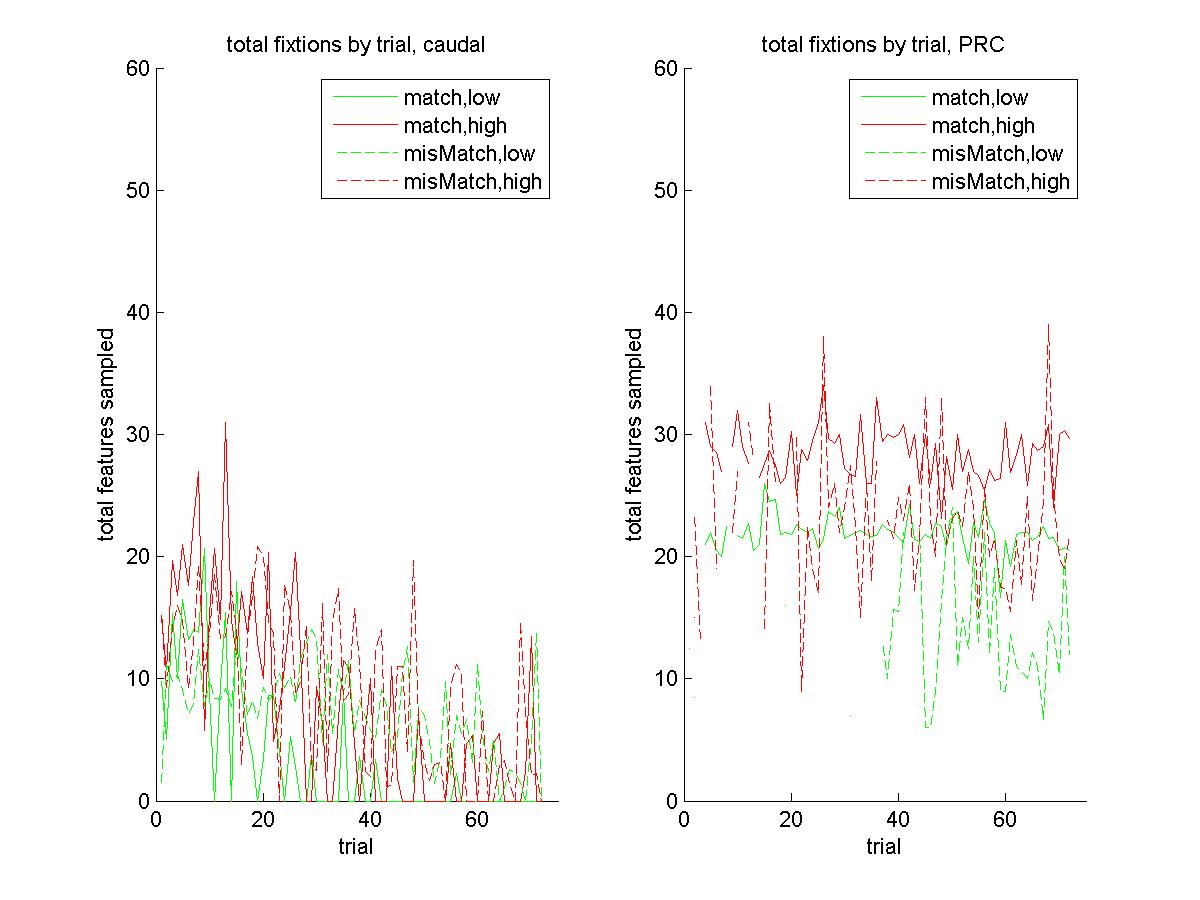 total fixtions by trial, caudal
60
50
40
30
20
10
0
0 20 40 60
total features sampled
trial
match,low
match,high
misMatch,low
misMatch,high
total fixtions by trial, PRC
60
50
40
30
20
10
0
0 20 40 60
total features sampled
trial
match,low
match,high
misMatch,low
misMatch,high